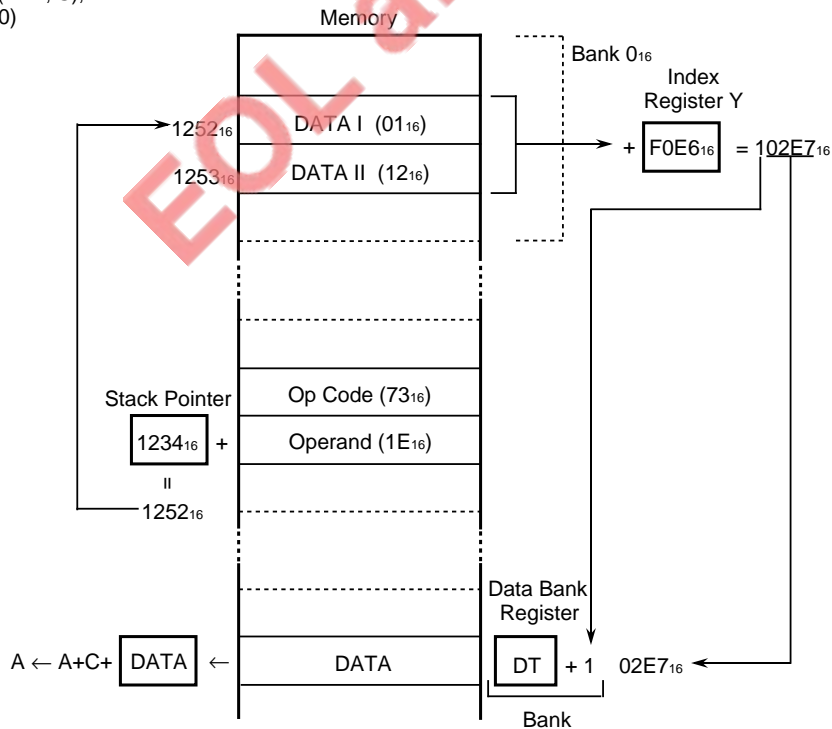 0)
Memory
Bank 0₁₆
Index
Register Y
1252₁₆
DATA I (01₁₆)
+ F0E6₁₆ = 102E7₁₆
1253₁₆
DATA II (12₁₆)
Op Code (73₁₆)
Stack Pointer
1234₁₆ +
Operand (1E₁₆)
=
1252₁₆
Data Bank
Register
A ← A+C+ DATA ←
DATA
DT + 1 02E7₁₆
Bank
EOL